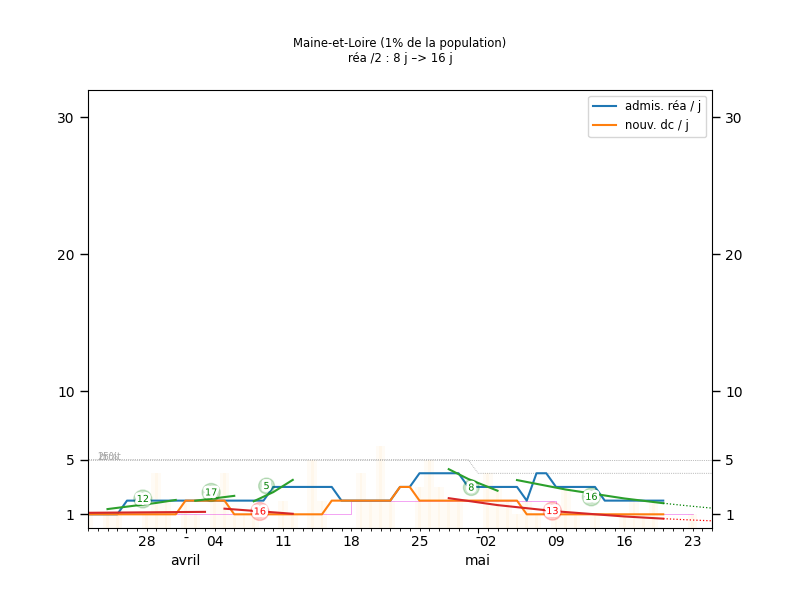 Maine-et-Loire (1% de la population)
réa /2 : 8 j –> 16 j
admis. réa / j
nouv. dc / j
30 30
20 20
10 10
5 5
1 1
12 17 5 16 8 13 16
28 - 04 11 18 25 -02 09 16 23
avril mai